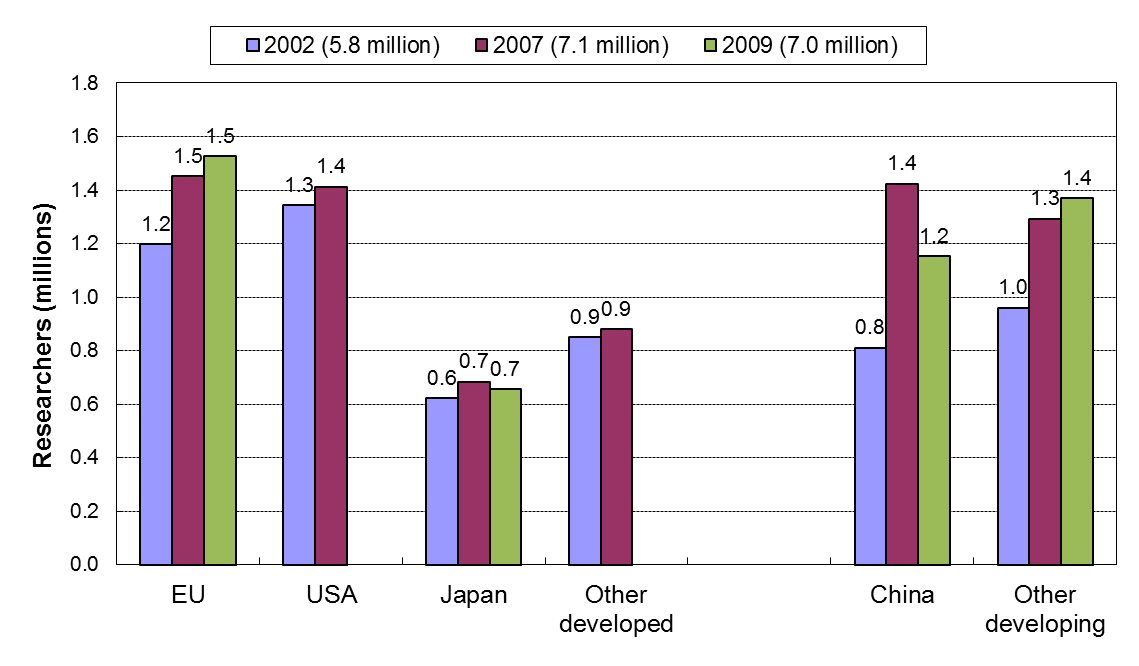 2002 (5.8 million) 2007 (7.1 million) 2009 (7.0 million)
Researchers (millions)
1.8
1.6
1.4
1.2
1.0
0.8
0.6
0.4
0.2
0.0
1.2 1.5 1.5
1.3 1.4
0.6 0.7 0.7
0.9 0.9
0.8 1.4 1.2
1.0 1.3 1.4
EU
USA
Japan
Other
developed
China
Other
developing